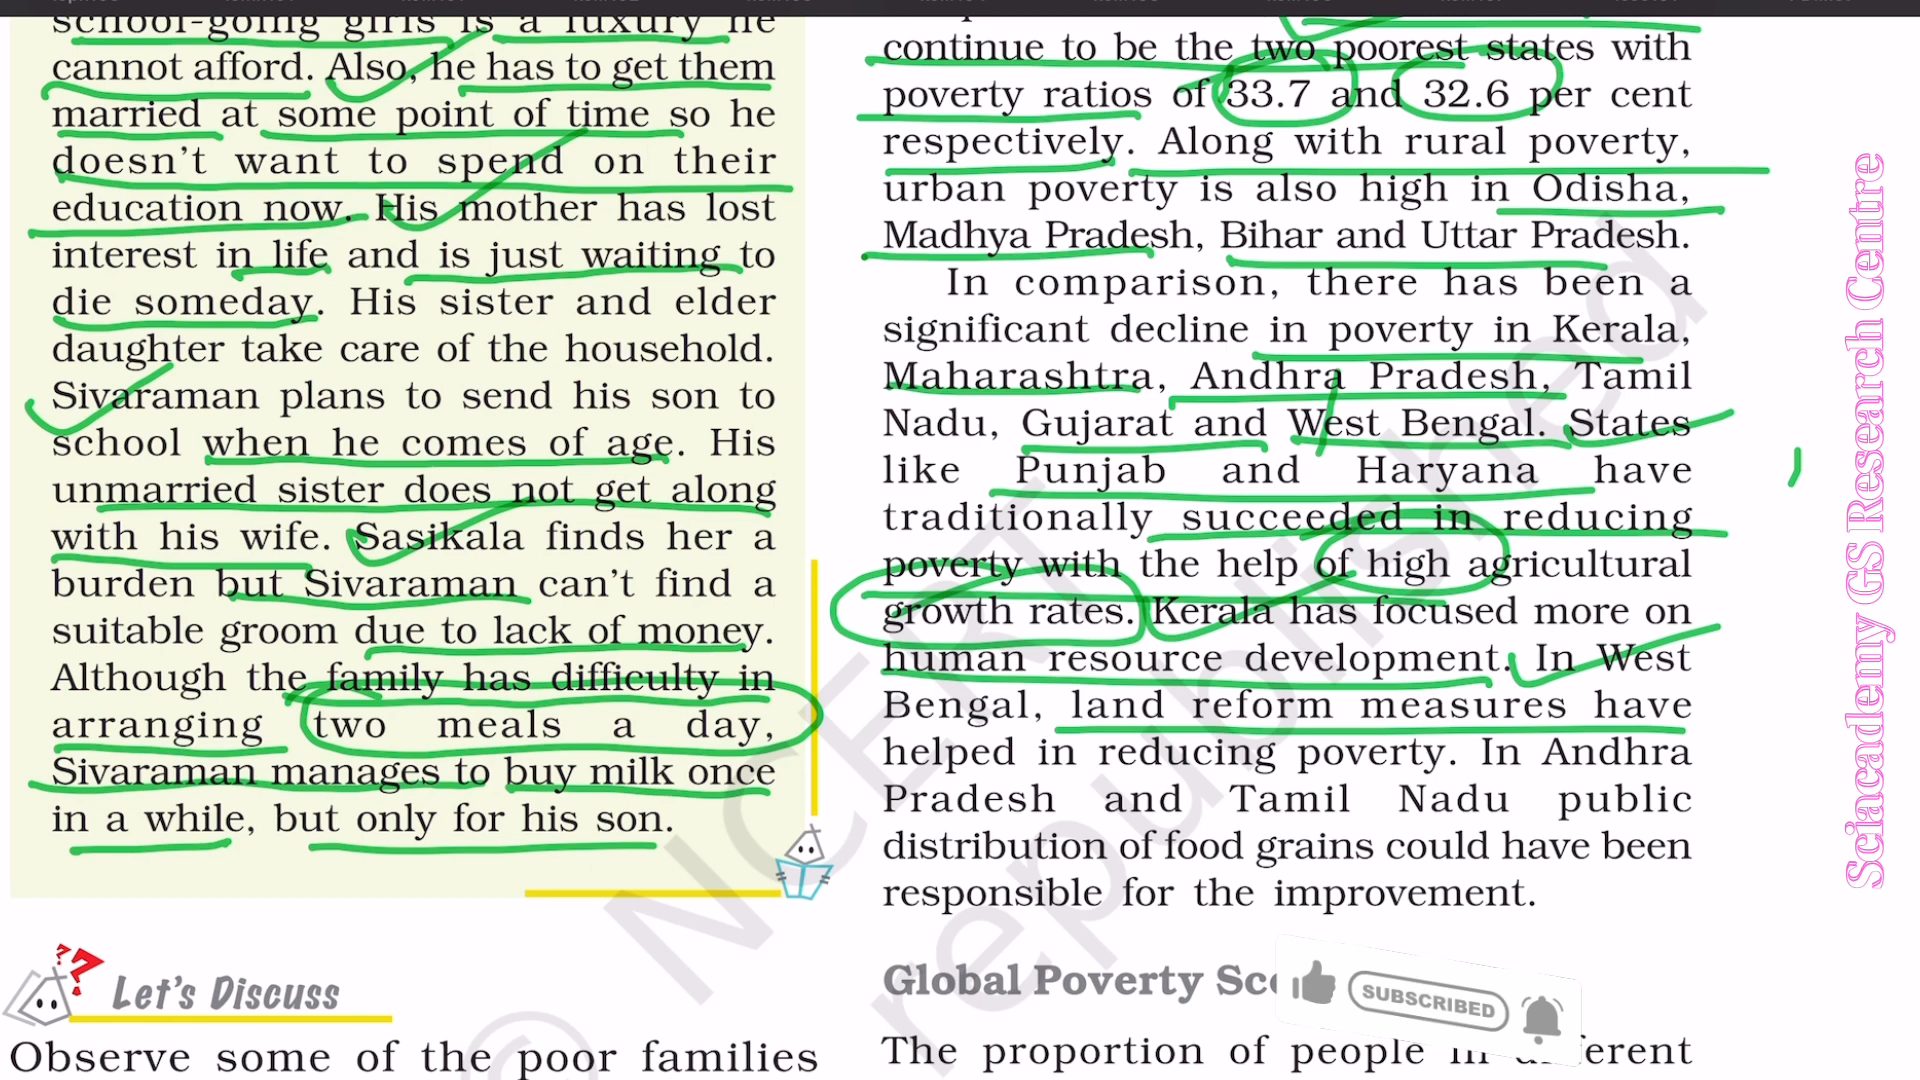 school-going girls is a luxury he
cannot afford. Also, he has to get them
married at some point of time so he
doesn't want to spend on their
education now. His mother has lost
interest in life and is just waiting to
die someday. His sister and elder
daughter take care of the household.
Sivaraman plans to send his son to
school when he comes of age. His
unmarried sister does not get along
with his wife. Sasikala finds her a
burden but Sivaraman can't find a
suitable groom due to lack of money.
Although the family has difficulty in
arranging two meals a day,
Sivaraman manages to buy milk once
in a while, but only for his son.
Let's Discuss
Observe some of the poor families
continue to be the two poorest states with
poverty ratios of 33.7 and 32.6 per cent
respectively. Along with rural poverty,
urban poverty is also high in Odisha,
Madhya Pradesh, Bihar and Uttar Pradesh.
In comparison, there has been a
significant decline in poverty in Kerala,
Maharashtra, Andhra Pradesh, Tamil
Nadu, Gujarat and West Bengal. States
like Punjab and Haryana have
traditionally succeeded in reducing
poverty with the help of high agricultural
growth rates. Kerala has focused more on
human resource development. In West
Bengal, land reform measures have
helped in reducing poverty. In Andhra
Pradesh and Tamil Nadu public
distribution of food grains could have been
responsible for the improvement.
Global Poverty
SUBSCRIBED
The proportion of people in
© NCERT
republished
Sciacademy GS Research Centre